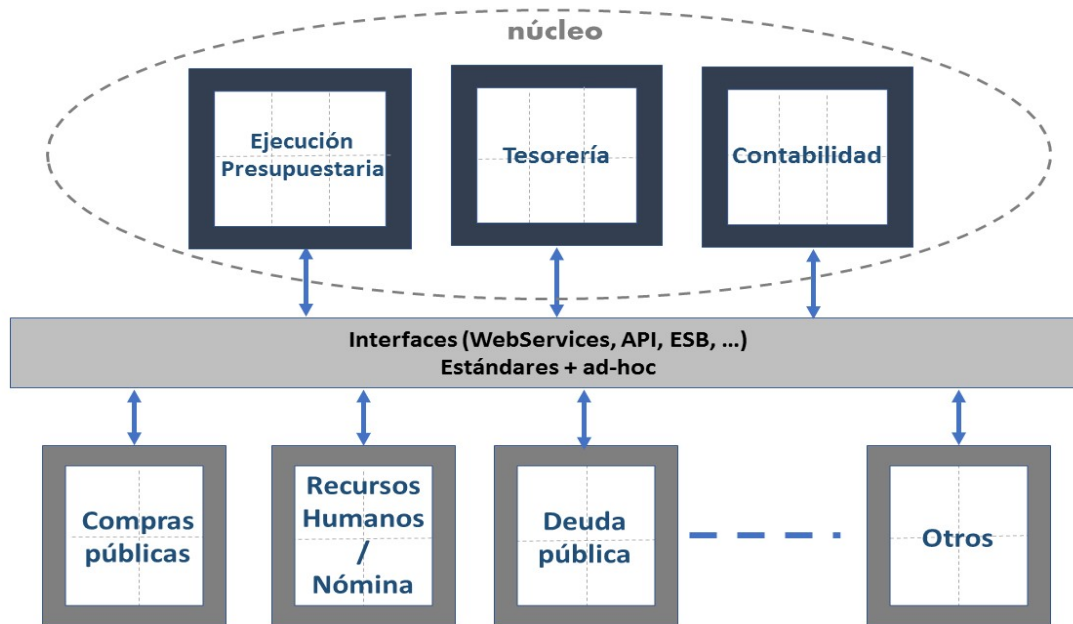 núcleo
Ejecución
Presupuestaria
Tesorería
Contabilidad
Interfaces (WebServices, API, ESB, ...)
Estándares + ad-hoc
Compras
públicas
Recursos
Humanos
/
Nómina
Deuda
pública
Otros